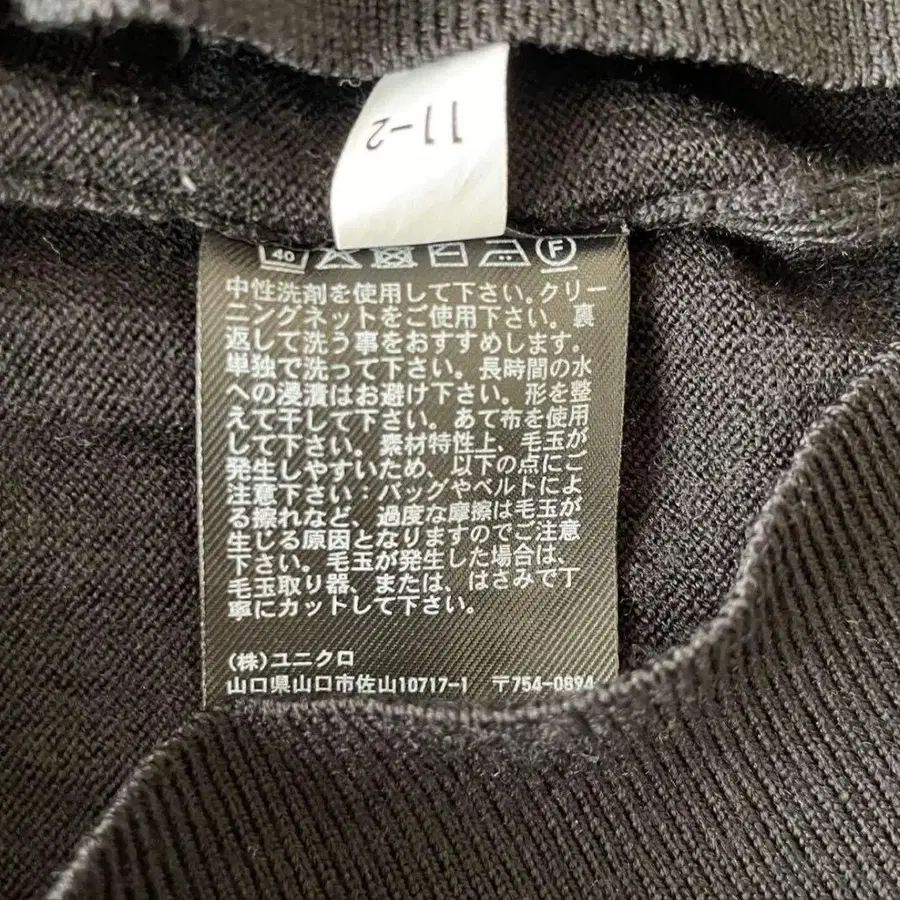 11-2
40
F
中性洗剤を使用して下さい。クリー
ニングネットをご使用下さい。裏
返して洗う事をおすすめします。
単独で洗って下さい。長時間の水
への浸漬はお避け下さい。形を整
えて干して下さい。あて布を使用
して下さい。素材特性上、毛玉が
発生しやすいため、以下の点にご
注意下さい：バッグやベルトによ
る擦れなど、過度な摩擦は毛玉が
生じる原因となりますのでご注意
下さい。毛玉が発生した場合は、
毛玉取り器、または、はさみで丁
寧にカットして下さい。
(株)ユニクロ
山口県山口市佐山10717-1 〒754-0894